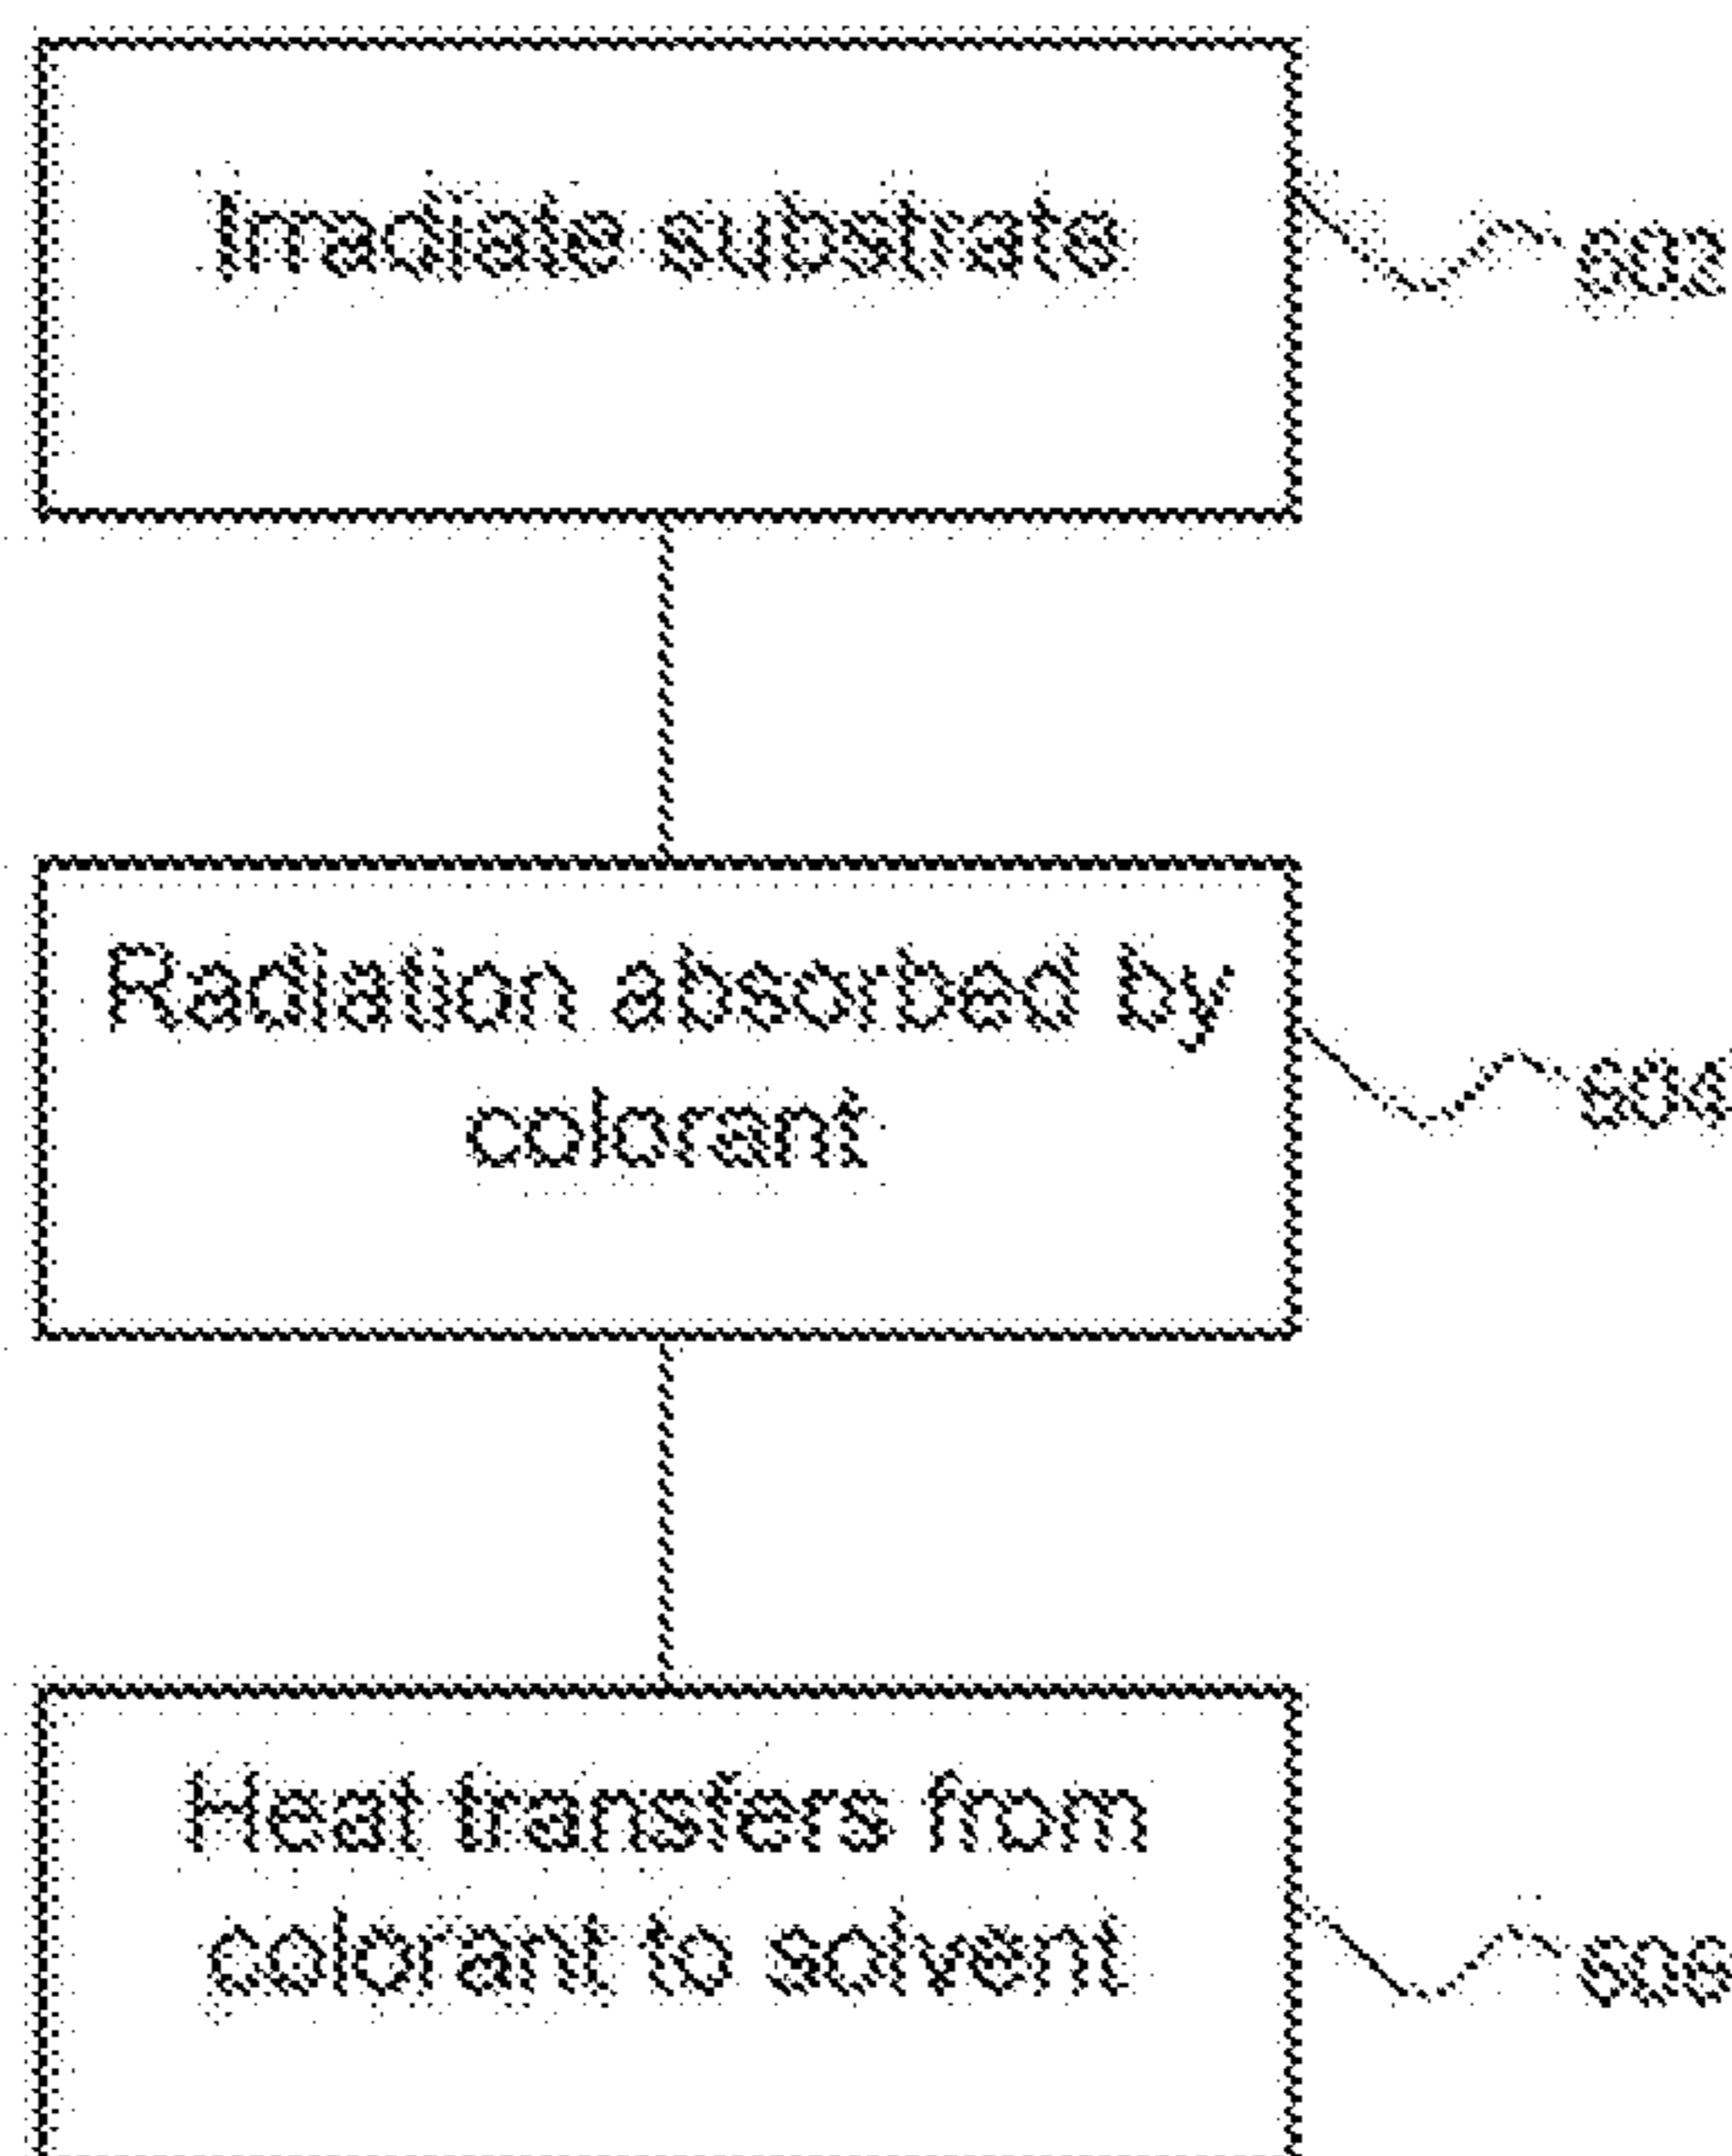 Irradiate substrate
Radiation absorbed by
colorant
Heat transfers from
colorant to solvent